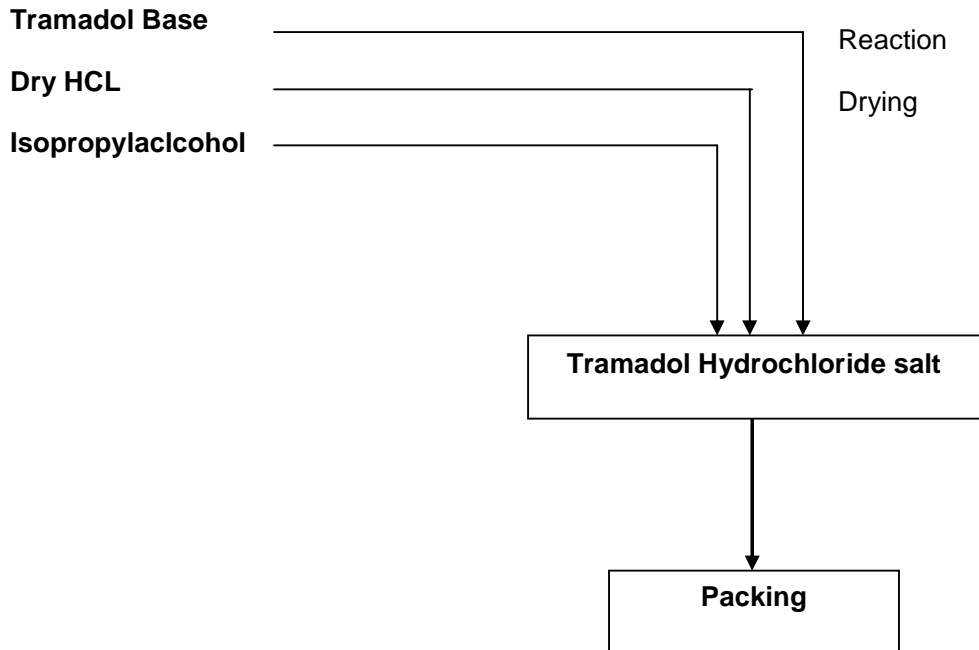 Tramadol Base
Reaction
Dry HCL
Drying
Isopropylaclcohol
Tramadol Hydrochloride salt
Packing